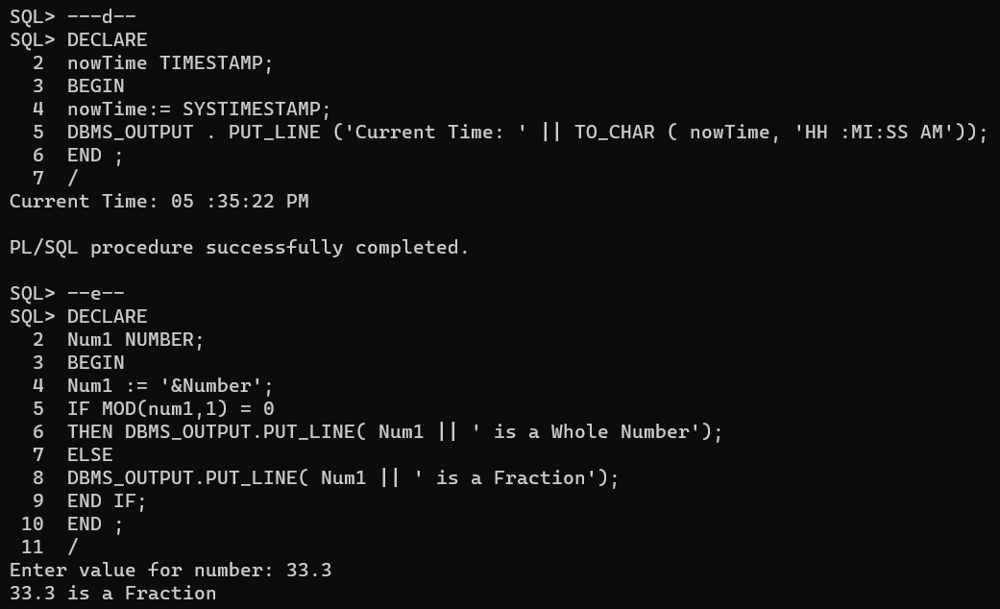 SQL> ---d--
SQL> DECLARE
  2  nowTime TIMESTAMP;
  3  BEGIN
  4  nowTime:= SYSTIMESTAMP;
  5  DBMS_OUTPUT . PUT_LINE ('Current Time: ' || TO_CHAR ( nowTime, 'HH :MI:SS AM'));
  6  END ;
  7  /
Current Time: 05 :35:22 PM

PL/SQL procedure successfully completed.

SQL> --e--
SQL> DECLARE
  2  Num1 NUMBER;
  3  BEGIN
  4  Num1 := '&Number';
  5  IF MOD(num1,1) = 0
  6  THEN DBMS_OUTPUT.PUT_LINE( Num1 || ' is a Whole Number');
  7  ELSE
  8  DBMS_OUTPUT.PUT_LINE( Num1 || ' is a Fraction');
  9  END IF;
 10  END ;
 11  /
Enter value for number: 33.3
33.3 is a Fraction